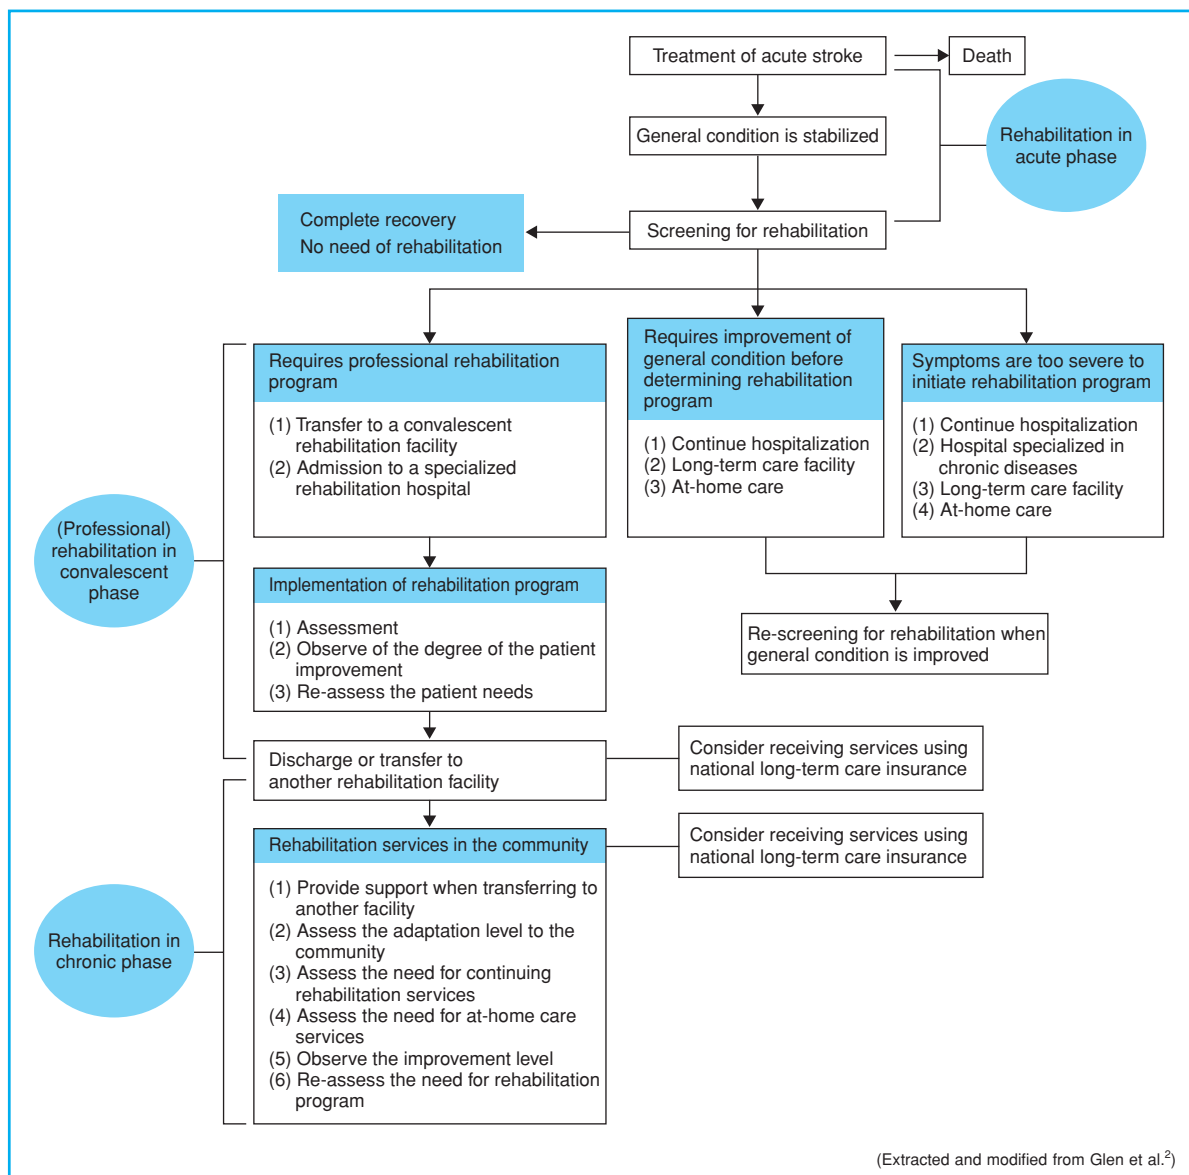 Treatment of acute stroke
Death
General condition is stabilized
Rehabilitation in
acute phase
Complete recovery
No need of rehabilitation
Screening for rehabilitation
Requires professional rehabilitation
program
(1) Transfer to a convalescent
rehabilitation facility
(2) Admission to a specialized
rehabilitation hospital
Requires improvement of
general condition before
determining rehabilitation
program
(1) Continue hospitalization
(2) Long-term care facility
(3) At-home care
Symptoms are too severe to
initiate rehabilitation program
(1) Continue hospitalization
(2) Hospital specialized in
chronic diseases
(3) Long-term care facility
(4) At-home care
(Professional)
rehabilitation in
convalescent
phase
Implementation of rehabilitation program
(1) Assessment
(2) Observe of the degree of the patient
improvement
(3) Re-assess the patient needs
Re-screening for rehabilitation when
general condition is improved
Discharge or transfer to
another rehabilitation facility
Consider receiving services using
national long-term care insurance
Rehabilitation services in the community
(1) Provide support when transferring to
another facility
(2) Assess the adaptation level to the
community
(3) Assess the need for continuing
rehabilitation services
(4) Assess the need for at-home care
services
(5) Observe the improvement level
(6) Re-assess the need for rehabilitation
program
Consider receiving services using
national long-term care insurance
Rehabilitation in
chronic phase
(Extracted and modified from Glen et al.²)